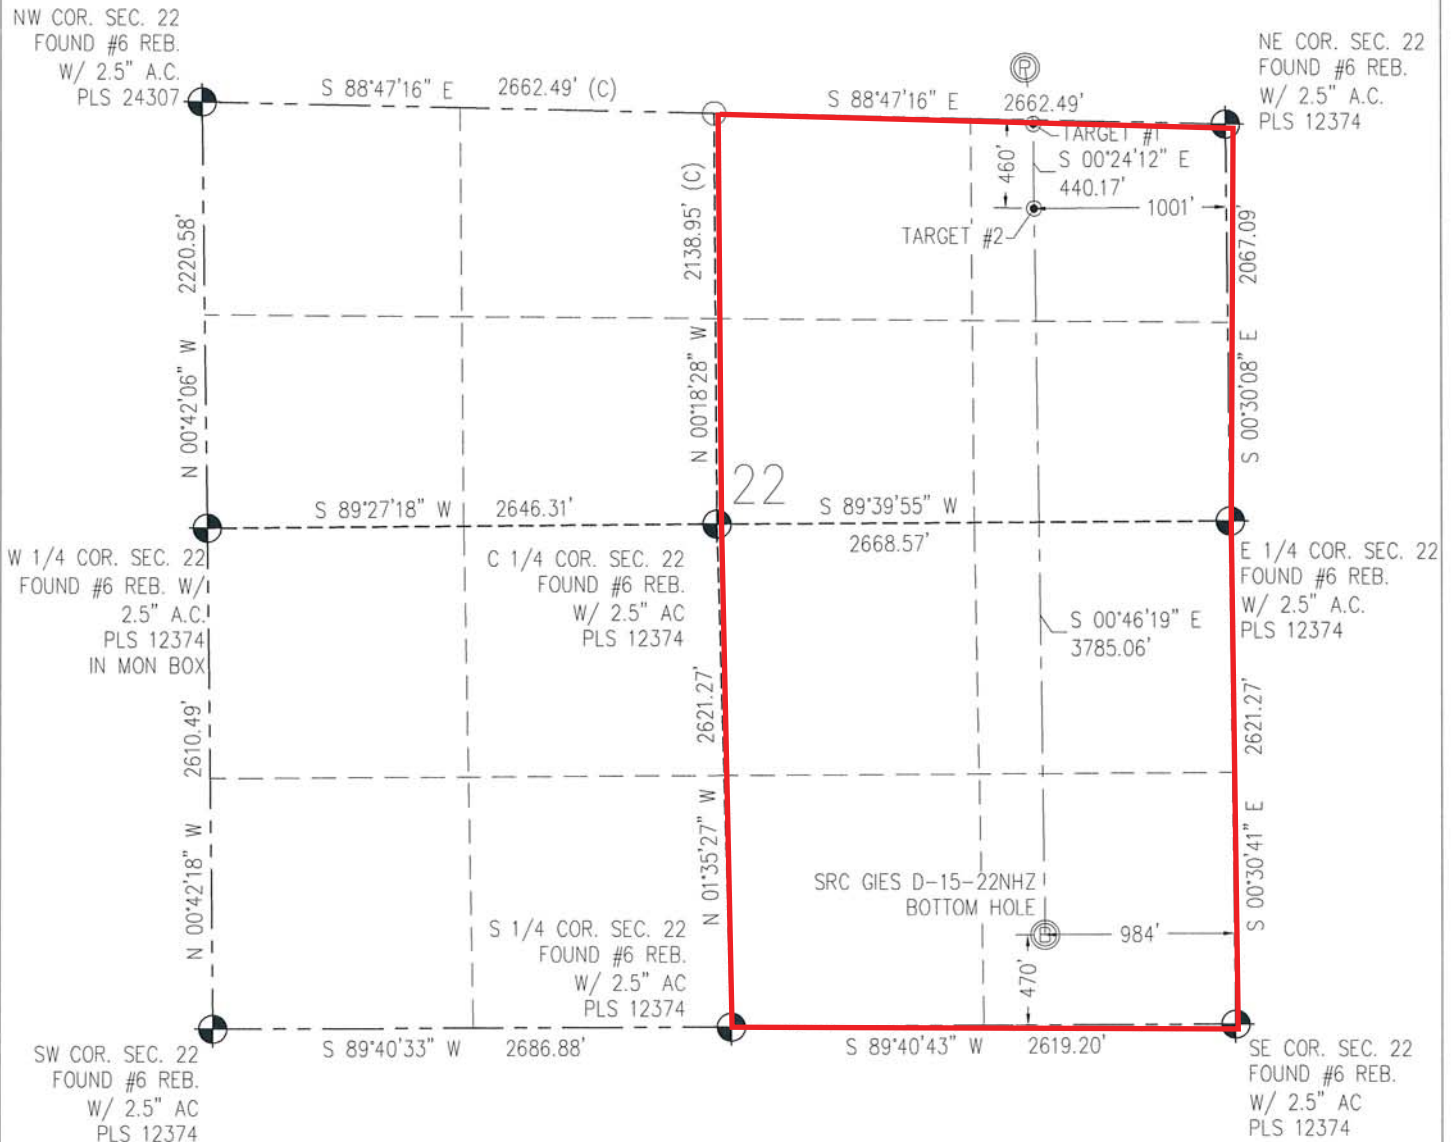 NW COR. SEC. 22
FOUND #6 REB.
W/ 2.5" A.C.
PLS 24307
S 88°47'16" E 2662.49' (C)
R
S 88°47'16" E 2662.49'
NE COR. SEC. 22
FOUND #6 REB.
W/ 2.5" A.C.
PLS 12374
TARGET #1
460'
S 00°24'12" E
440.17'
1001'
TARGET #2
2220.58'
N 00°42'06" W
2138.95' (C)
N 00°18'28" W
2067.09'
S 00°30'08" E
22
S 89°27'18" W 2646.31'
S 89°39'55" W
2668.57'
W 1/4 COR. SEC. 22
FOUND #6 REB. W/
2.5" A.C.
PLS 12374
IN MON BOX
C 1/4 COR. SEC. 22
FOUND #6 REB.
W/ 2.5" AC
PLS 12374
E 1/4 COR. SEC. 22
FOUND #6 REB.
W/ 2.5" A.C.
PLS 12374
S 00°46'19" E
3785.06'
2610.49'
N 00°42'18" W
2621.27'
N 01°35'27" W
2621.27'
S 00°30'41" E
SRC GIES D-15-22NHZ
BOTTOM HOLE
B
984'
470'
S 1/4 COR. SEC. 22
FOUND #6 REB.
W/ 2.5" AC
PLS 12374
S 89°40'33" W 2686.88'
S 89°40'43" W 2619.20'
SW COR. SEC. 22
FOUND #6 REB.
W/ 2.5" AC
PLS 12374
SE COR. SEC. 22
FOUND #6 REB.
W/ 2.5" AC
PLS 12374